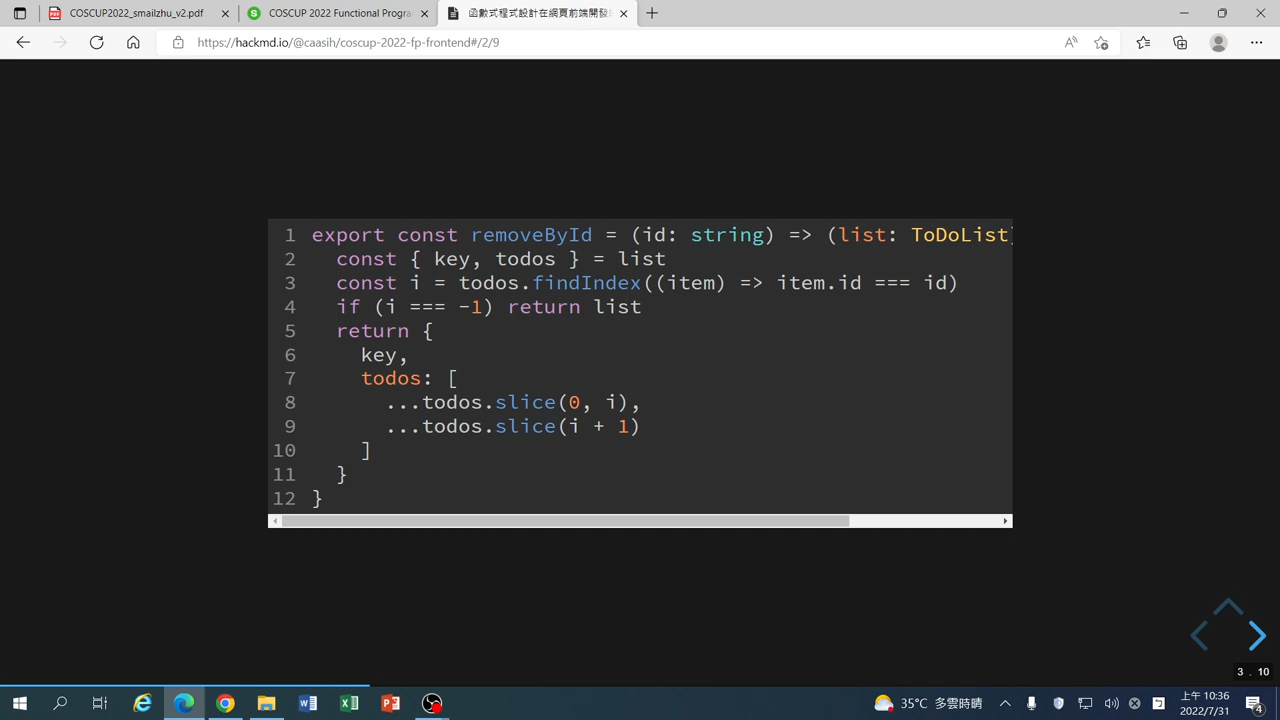 COSCUP2022_smailzhu_v2.pdf
COSCUP 2022 Functional Progra
函數式程式設計在網頁前端開發
https://hackmd.io/@caasih/coscup-2022-fp-frontend#/2/9
1 export const removeById = (id: string) => (list: ToDoList)
2 const { key, todos } = list
3 const i = todos.findIndex((item) => item.id === id)
4 if (i === -1) return list
5 return {
6 key,
7 todos: [
8 ...todos.slice(0, i),
9 ...todos.slice(i + 1)
10 ]
11 }
12 }
3 . 10
35°C 多雲時晴
上午 10:36
2022/7/31
4